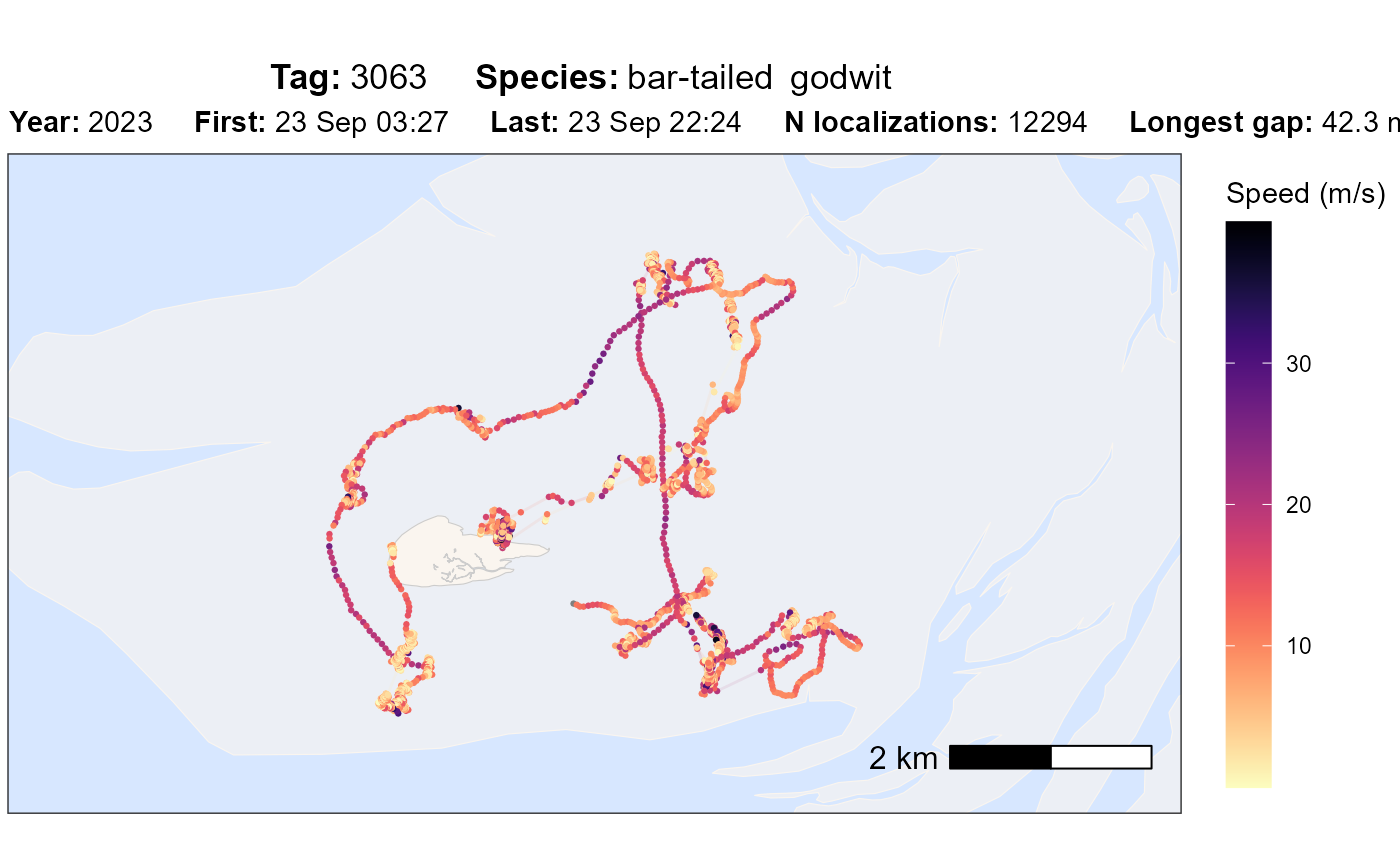 Tag: 3063 Species: bar-tailed godwit
Year: 2023 First: 23 Sep 03:27 Last: 23 Sep 22:24 N localizations: 12294 Longest gap: 42.3
Speed (m/s)
30
20
10
2 km